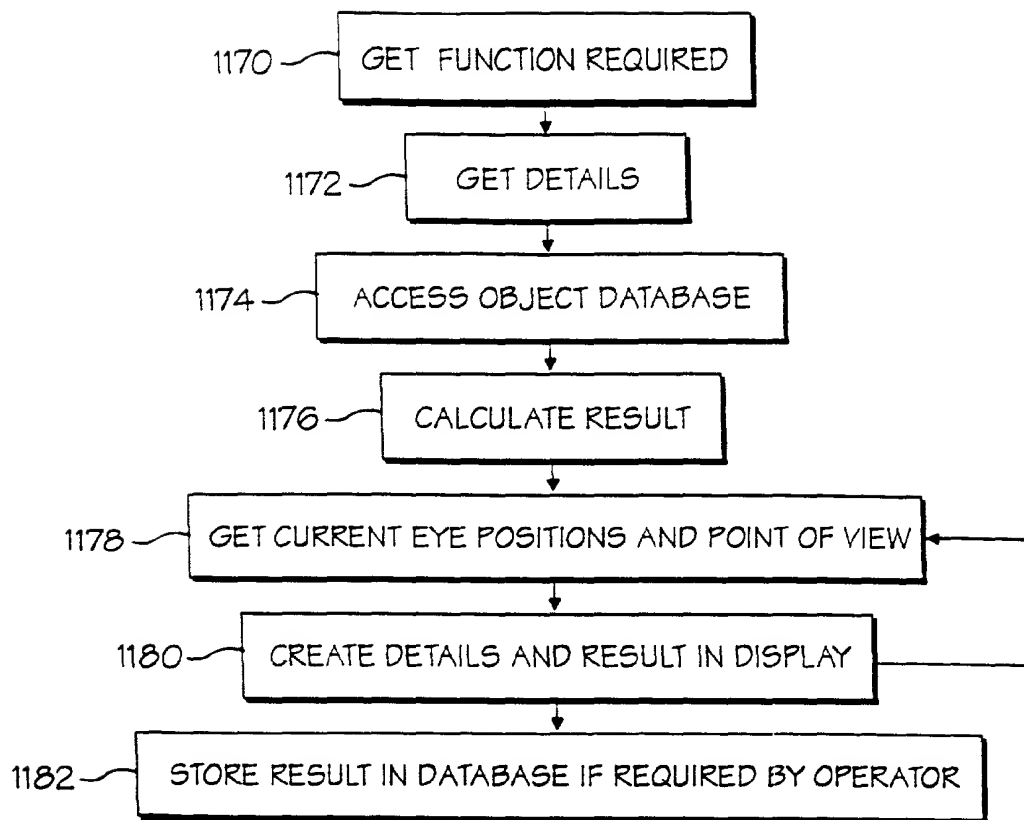 1170 GET FUNCTION REQUIRED
1172 GET DETAILS
1174 ACCESS OBJECT DATABASE
1176 CALCULATE RESULT
1178 GET CURRENT EYE POSITIONS AND POINT OF VIEW
1180 CREATE DETAILS AND RESULT IN DISPLAY
1182 STORE RESULT IN DATABASE IF REQUIRED BY OPERATOR